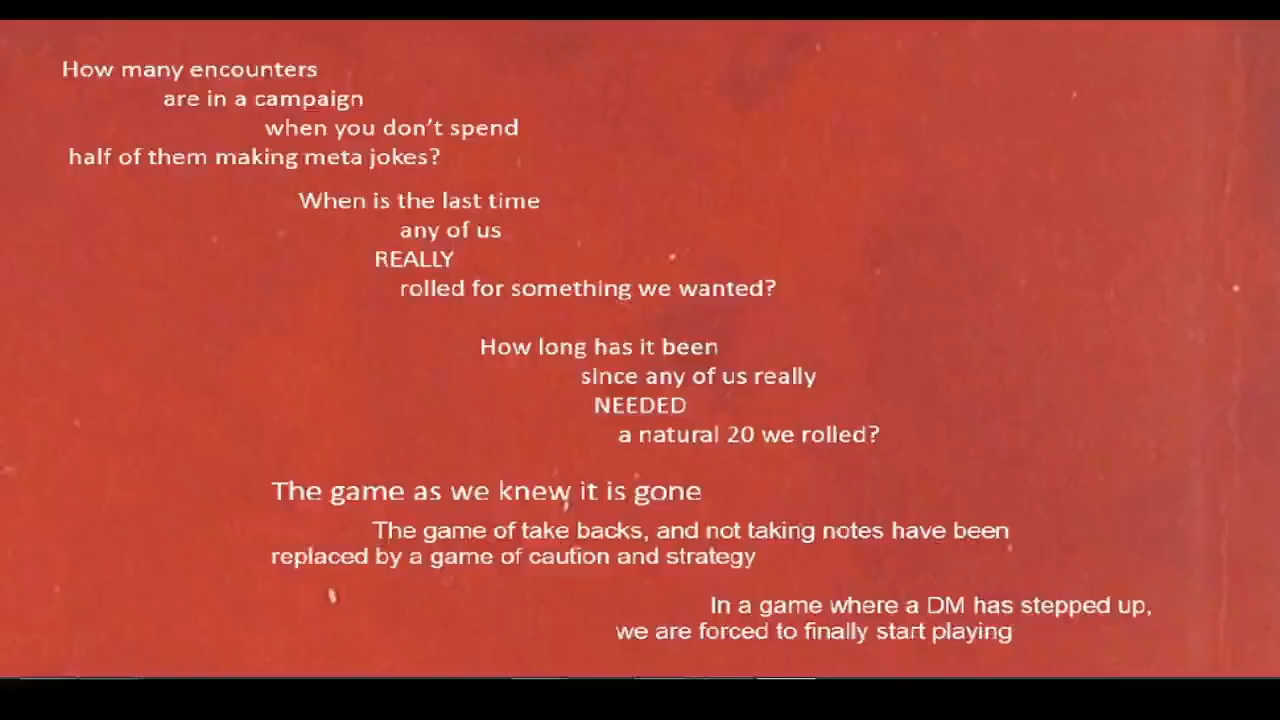 How many encounters
are in a campaign
when you don't spend
half of them making meta jokes?
When is the last time
any of us
REALLY
rolled for something we wanted?
How long has it been
since any of us really
NEEDED
a natural 20 we rolled?
The game as we knew it is gone
The game of take backs, and not taking notes have been
replaced by a game of caution and strategy
In a game where a DM has stepped up,
we are forced to finally start playing